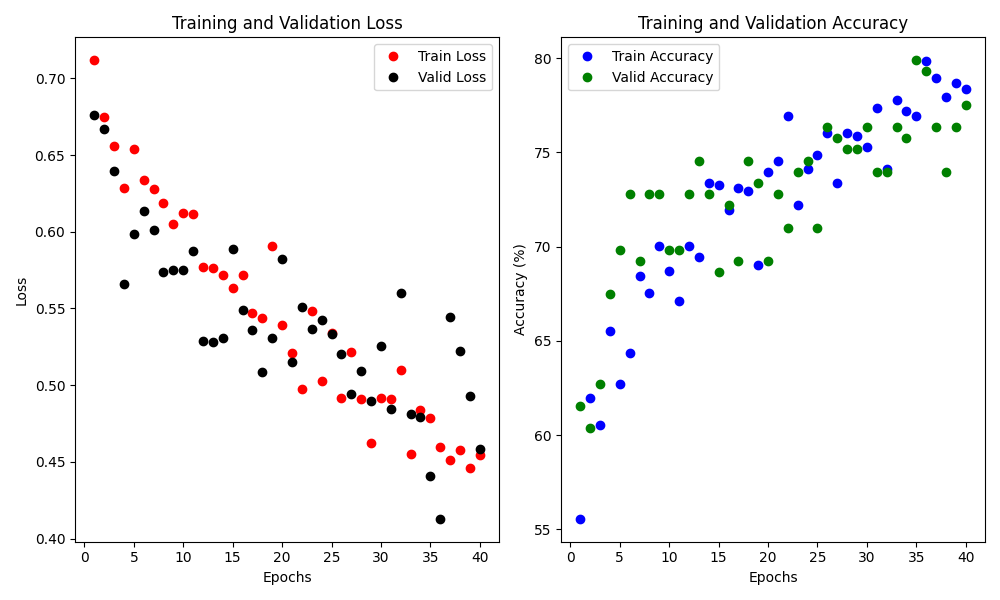 Training and Validation Loss
Train Loss
Valid Loss
0.70
0.65
0.60
0.55
0.50
0.45
0.40
Loss
0 5 10 15 20 25 30 35 40
Epochs
Training and Validation Accuracy
Train Accuracy
Valid Accuracy
80
75
70
65
60
55
Accuracy (%)
0 5 10 15 20 25 30 35 40
Epochs